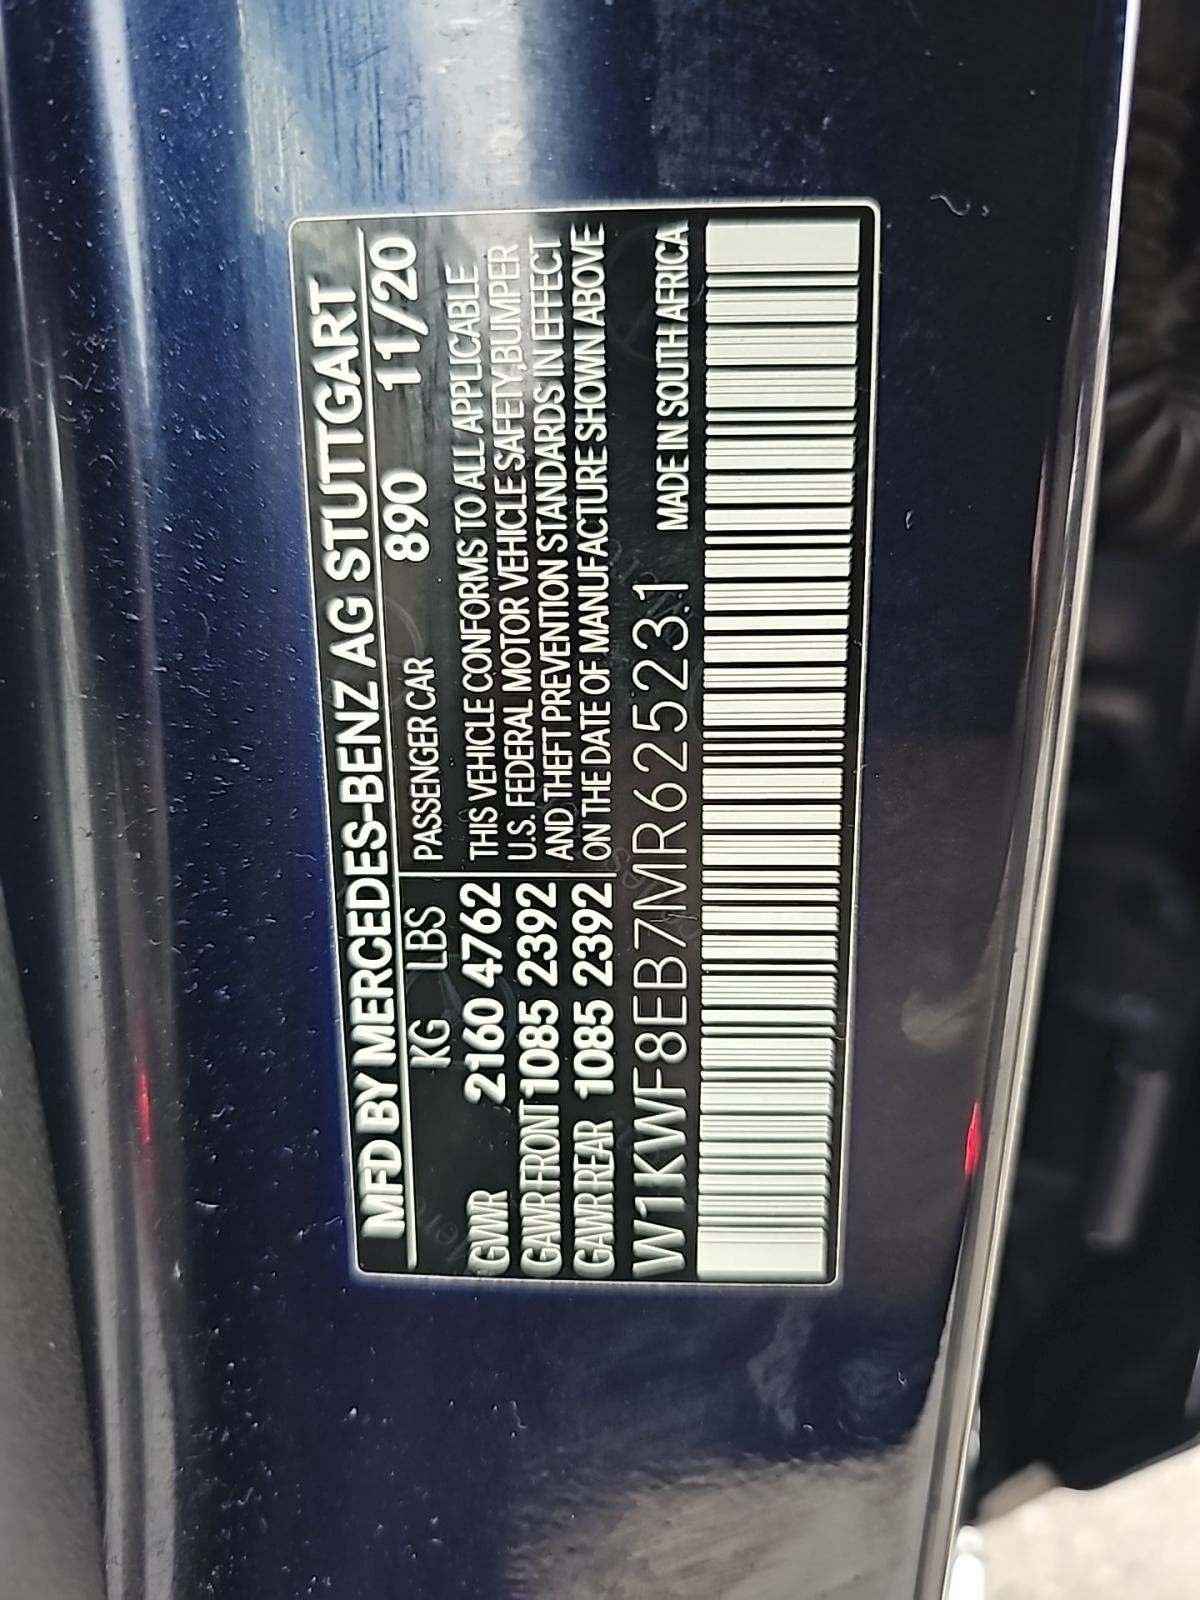 MFD BY MERCEDES-BENZ AG STUTTGART
KG LBS PASSENGER CAR 890 11/20
GVWR 2160 4762 THIS VEHICLE CONFORMS TO ALL APPLICABLE
U.S. FEDERAL MOTOR VEHICLE SAFETY,BUMPER
GAWR FRONT 1085 2392 AND THEFT PREVENTION STANDARDS IN EFFECT
GAWR REAR 1085 2392 ON THE DATE OF MANUFACTURE SHOWN ABOVE
W1KWF8EB7MR625523.1 MADE IN SOUTH AFRICA